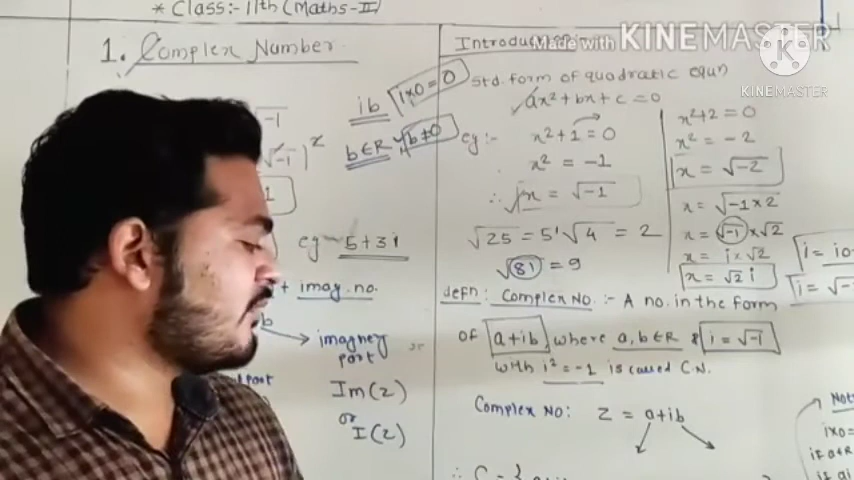 * Class:- 11th (Maths-II)
1. Complex Number
ib
1×0=0
b∈R
b≠0
eg - 5+3i
+ imag. no.
imaginary
part
Im(z)
or
I(z)
Made with KINEMASTER
KINEMASTER
Std. form of quadratic equn
ax²+bx+c=0
eg:- x²+1=0
x² = -1
∴ x = √-1
√25 = 5' √4 = 2
√81 = 9
x²+2=0
x² = -2
x = √-2
x = √-1×2
x = √-1 × √2
x = i × √2
x = √2 i
defn: Complex No. :- A no. in the form
of a+ib, where a, b∈R & i = √-1
with i² = -1 is called C.N.
Complex No: Z = a+ib
Not
i×0=